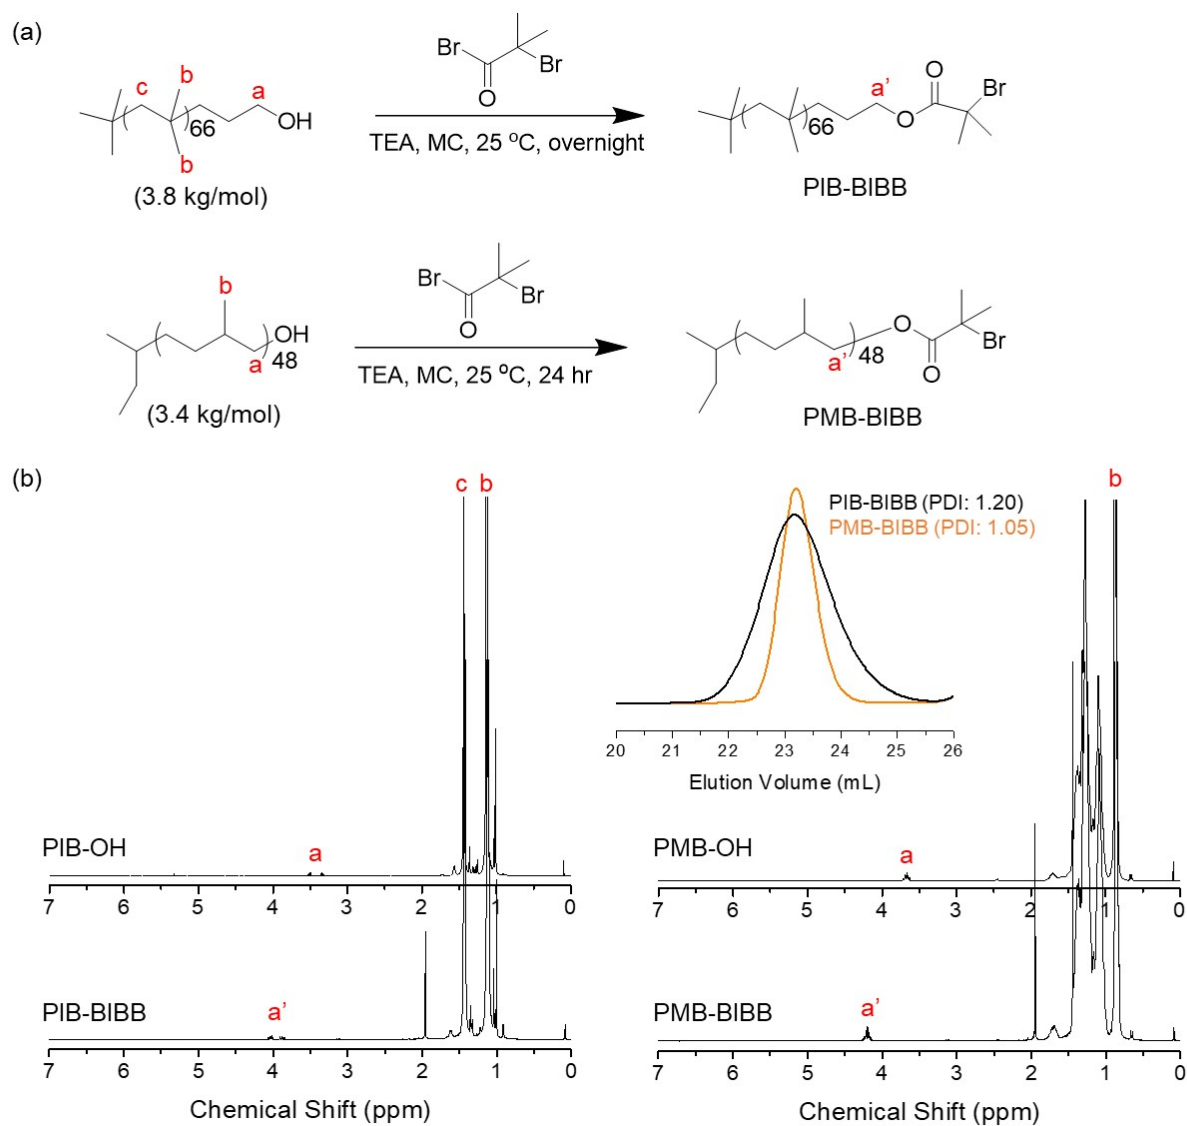 (a)
Br
Br
O
c
b
a
66
OH
b
(3.8 kg/mol)
TEA, MC, 25 ºC, overnight
a’
O
Br
66
O
PIB-BIBB
Br
Br
O
b
OH
a
48
(3.4 kg/mol)
TEA, MC, 25 ºC, 24 hr
O
Br
a’
48
O
PMB-BIBB
(b)
c b
b
PIB-BIBB (PDI: 1.20)
PMB-BIBB (PDI: 1.05)
20 21 22 23 24 25 26
Elution Volume (mL)
PIB-OH
a
7 6 5 4 3 2 1 0
PMB-OH
a
7 6 5 4 3 2 1 0
PIB-BIBB
a’
7 6 5 4 3 2 1 0
Chemical Shift (ppm)
PMB-BIBB
a’
7 6 5 4 3 2 1 0
Chemical Shift (ppm)